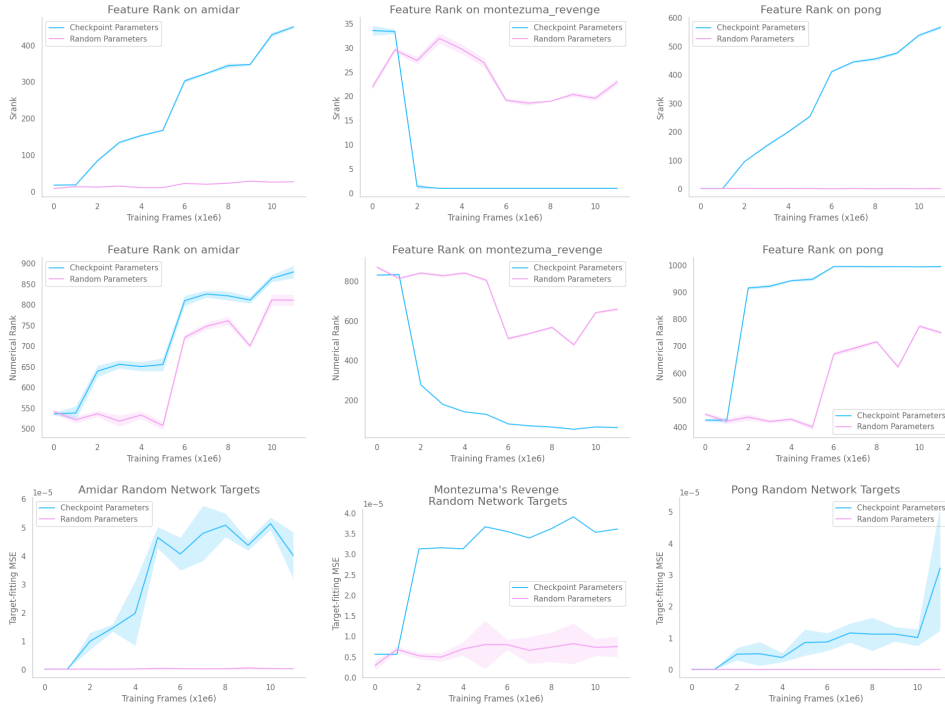 Feature Rank on amidar
Checkpoint Parameters
Random Parameters
Srank
400
300
200
100
0
0 2 4 6 8 10
Training Frames (x1e6)
Feature Rank on montezuma_revenge
Checkpoint Parameters
Random Parameters
Srank
35
30
25
20
15
10
5
0
0 2 4 6 8 10
Training Frames (x1e6)
Feature Rank on pong
Checkpoint Parameters
Random Parameters
Srank
600
500
400
300
200
100
0
0 2 4 6 8 10
Training Frames (x1e6)
Feature Rank on amidar
Checkpoint Parameters
Random Parameters
Numerical Rank
900
850
800
750
700
650
600
550
500
0 2 4 6 8 10
Training Frames (x1e6)
Feature Rank on montezuma_revenge
Checkpoint Parameters
Random Parameters
Numerical Rank
800
600
400
200
0 2 4 6 8 10
Training Frames (x1e6)
Feature Rank on pong
Checkpoint Parameters
Random Parameters
Numerical Rank
1000
900
800
700
600
500
400
0 2 4 6 8 10
Training Frames (x1e6)
Amidar Random Network Targets
1e-5
Checkpoint Parameters
Random Parameters
Target-fitting MSE
6
5
4
3
2
1
0
0 2 4 6 8 10
Training Frames (x1e6)
Montezuma's Revenge
Random Network Targets
1e-5
Checkpoint Parameters
Random Parameters
Target-fitting MSE
4.0
3.5
3.0
2.5
2.0
1.5
1.0
0.5
0.0
0 2 4 6 8 10
Training Frames (x1e6)
Pong Random Network Targets
1e-5
Checkpoint Parameters
Random Parameters
Target-fitting MSE
5
4
3
2
1
0
0 2 4 6 8 10
Training Frames (x1e6)